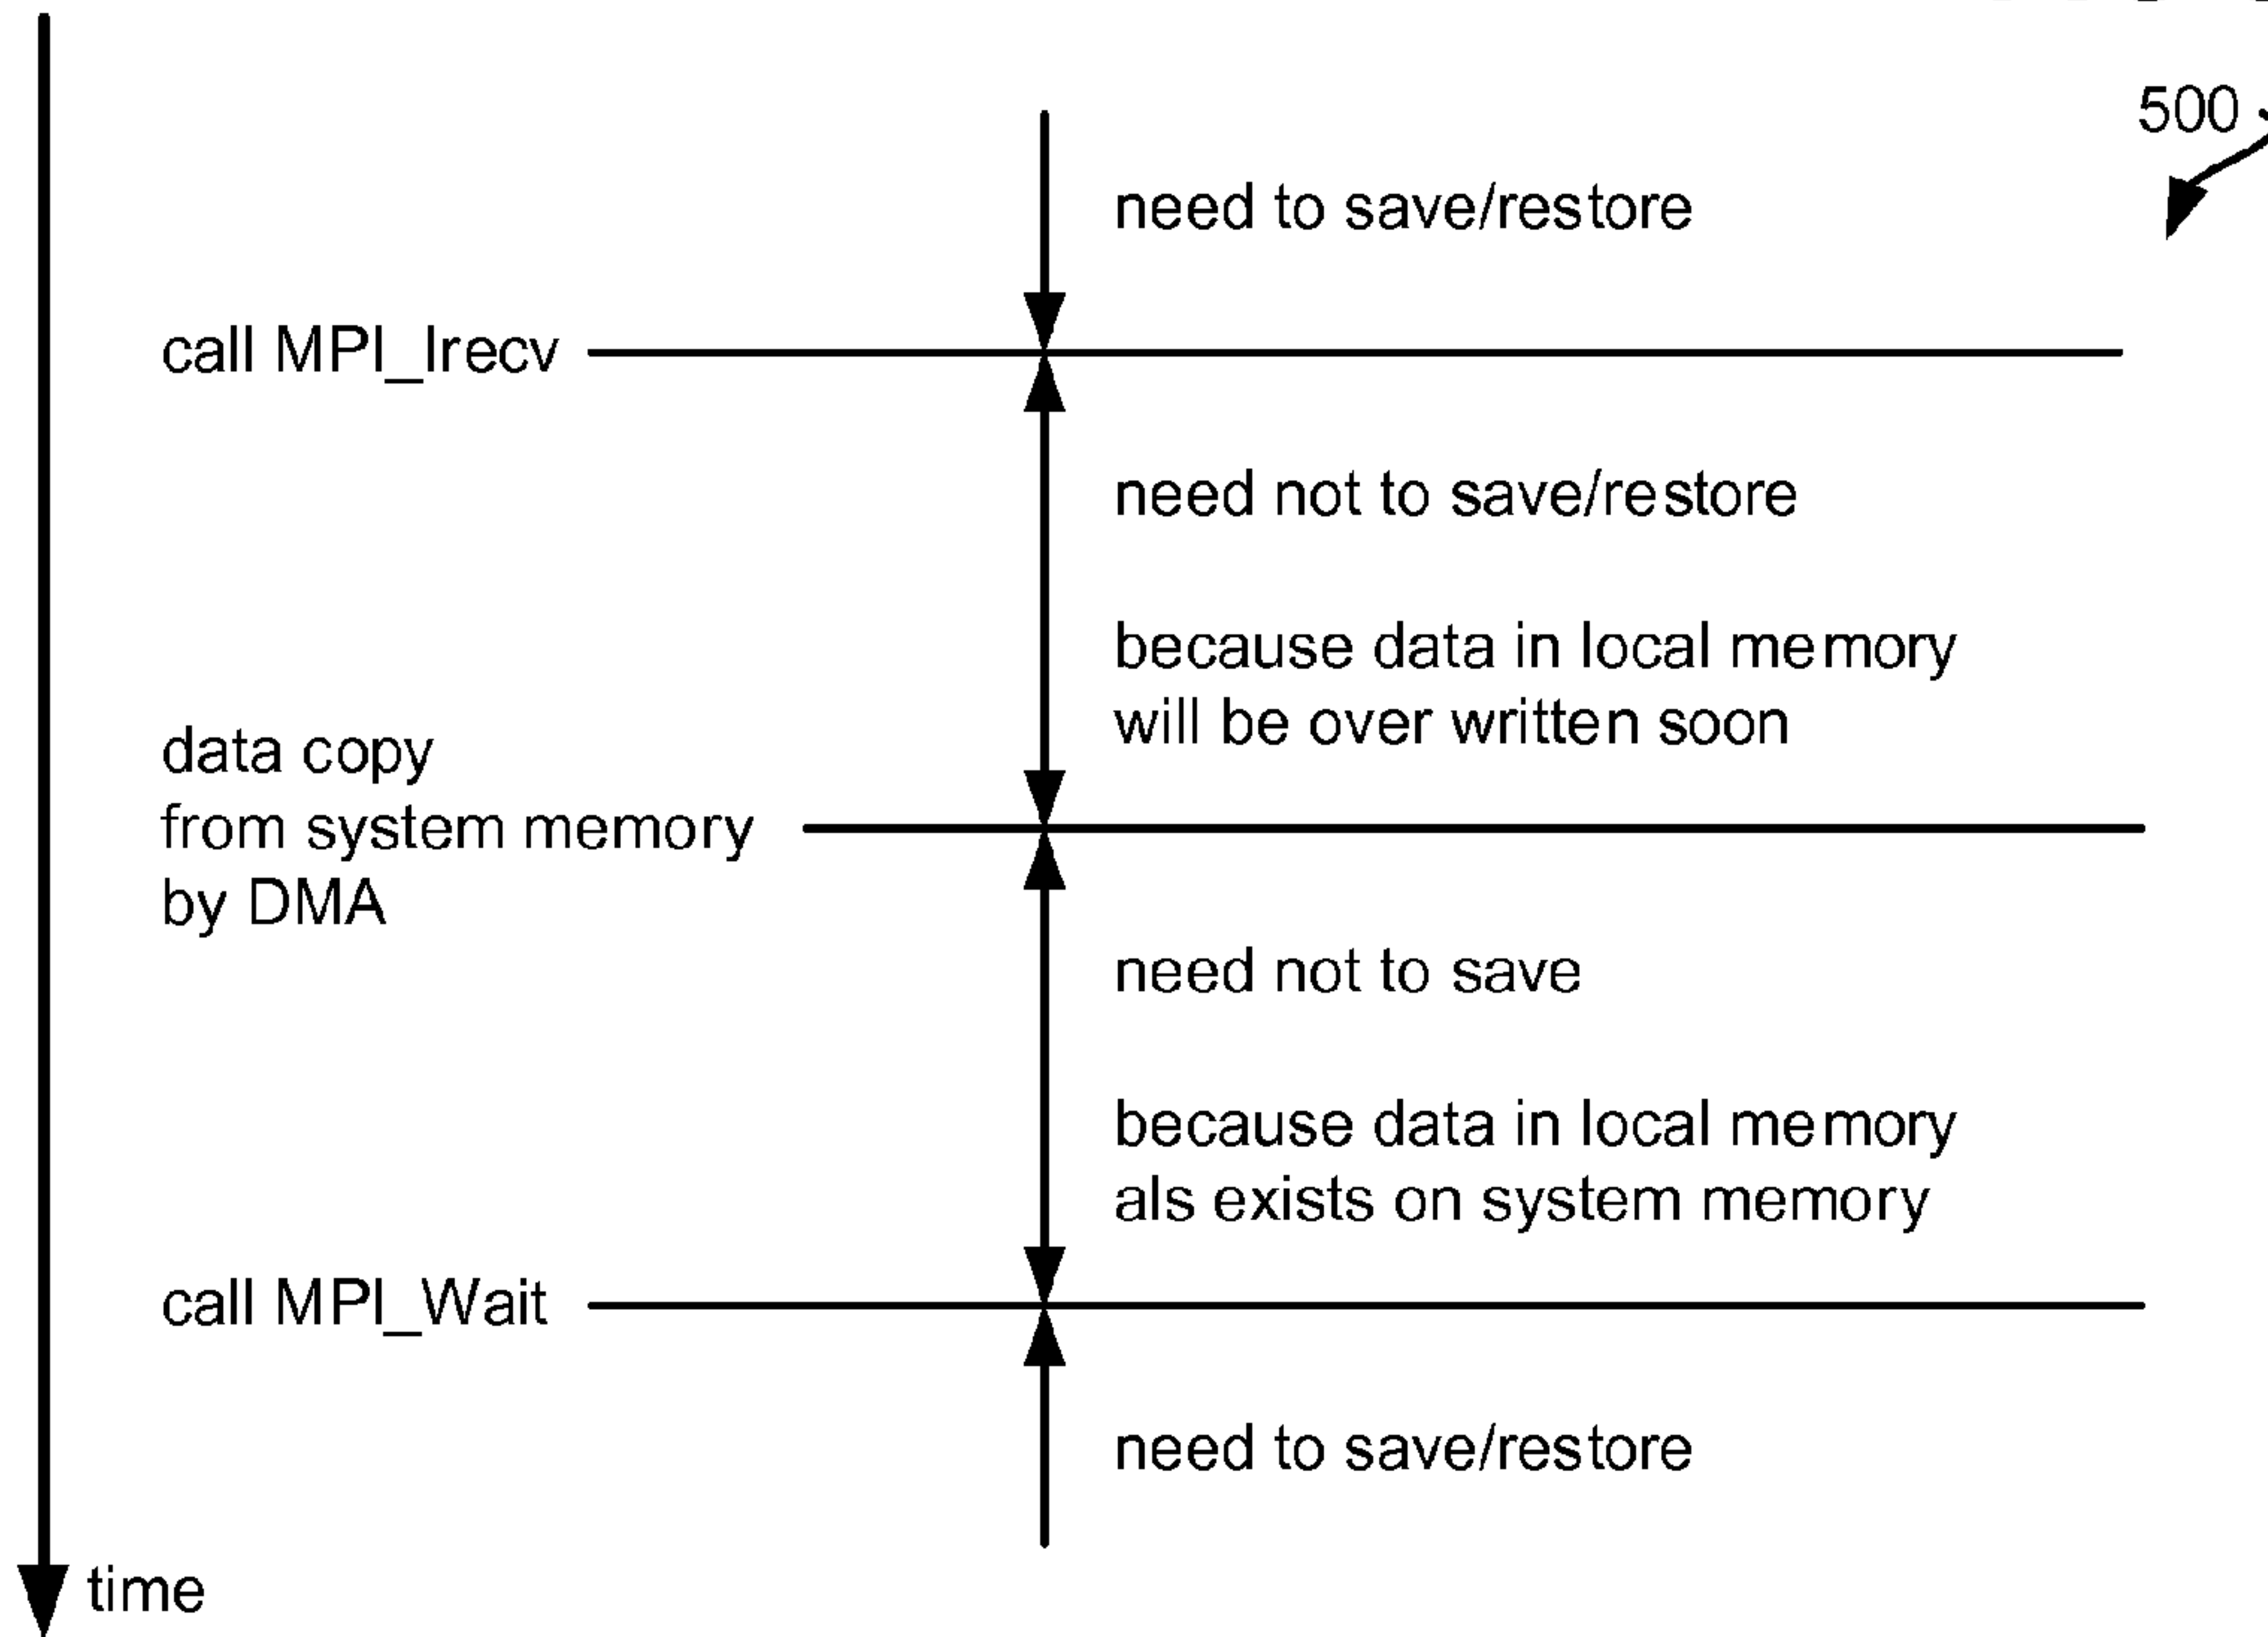 500
need to save/restore
call MPI_Irecv
need not to save/restore
because data in local memory
will be over written soon
data copy
from system memory
by DMA
need not to save
because data in local memory
als exists on system memory
call MPI_Wait
need to save/restore
time